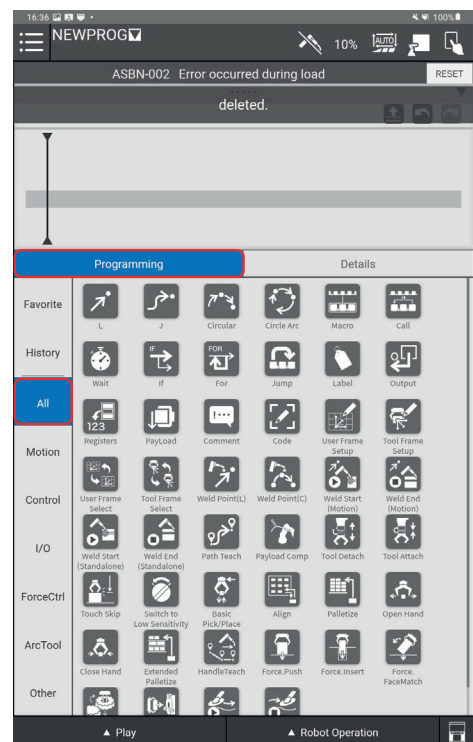 16:36
100%
NEWPROG
10%
AUTO
ASBN-002 Error occurred during load
RESET
deleted.
Programming
Details
Favorite
History
All
Motion
Control
I/O
ForceCtrl
ArcTool
Other
L
J
Circular
Circle Arc
Macro
Call
IF
FOR
Wait
If
For
Jump
Label
Output
123
Registers
PayLoad
Comment
Code
User Frame
Setup
Tool Frame
Setup
User Frame
Select
Tool Frame
Select
Weld Point(L)
Weld Point(C)
Weld Start
(Motion)
Weld End
(Motion)
Weld Start
(Standalone)
Weld End
(Standalone)
Path Teach
Payload Comp
Tool Detach
Tool Attach
Touch Skip
Switch to
Low Sensitivity
Basic
Pick/Place
Align
Palletize
Open Hand
Close Hand
Extended
Palletize
HandleTeach
Force.Push
Force.Insert
Force.
FaceMatch
▲ Play
▲ Robot Operation